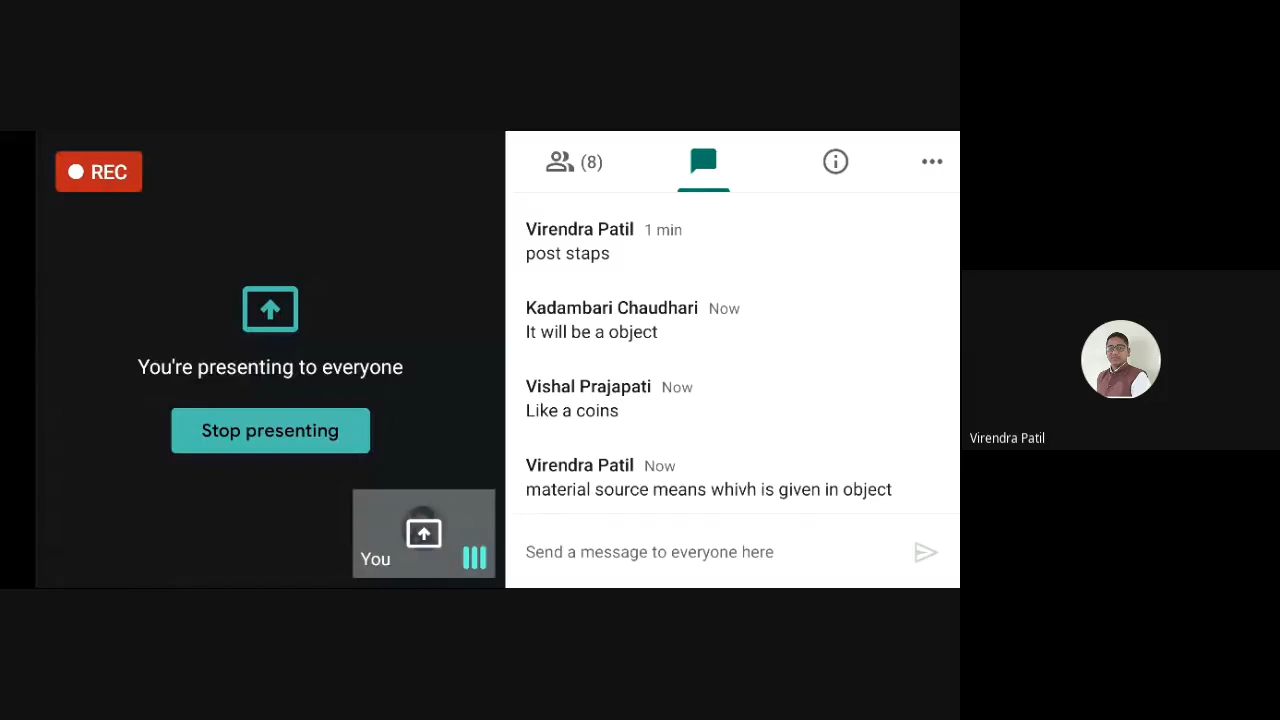 REC
You're presenting to everyone
Stop presenting
You
(8)
Virendra Patil 1 min
post staps
Kadambari Chaudhari Now
It will be a object
Vishal Prajapati Now
Like a coins
Virendra Patil Now
material source means whivh is given in object
Send a message to everyone here
Virendra Patil